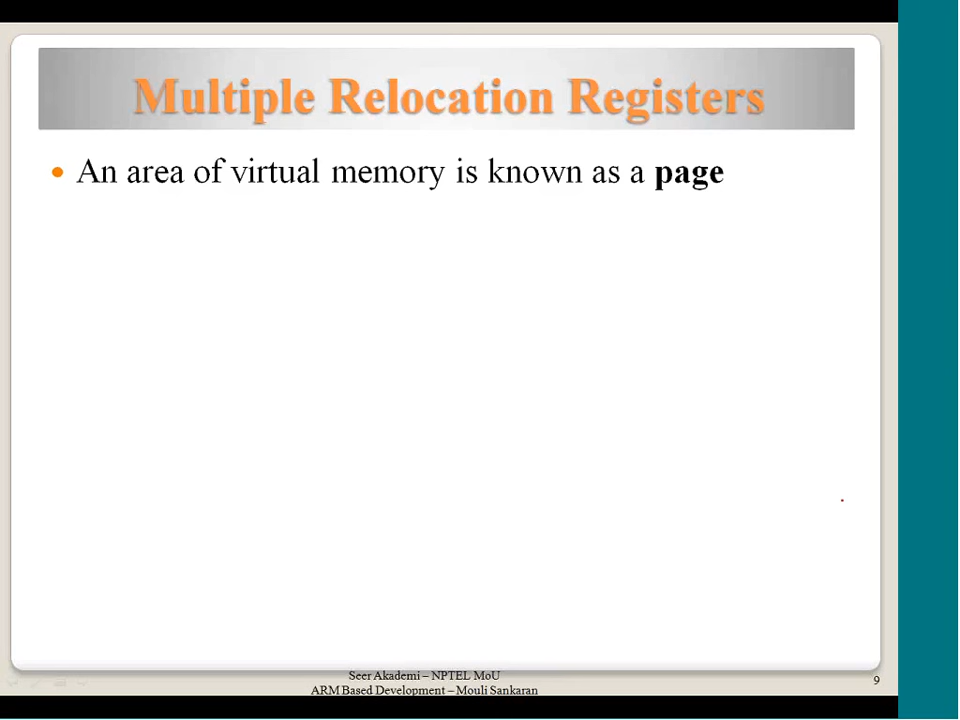 Multiple Relocation Registers
• An area of virtual memory is known as a page
Seer Akademi – NPTEL MoU
ARM Based Development – Mouli Sankaran
9